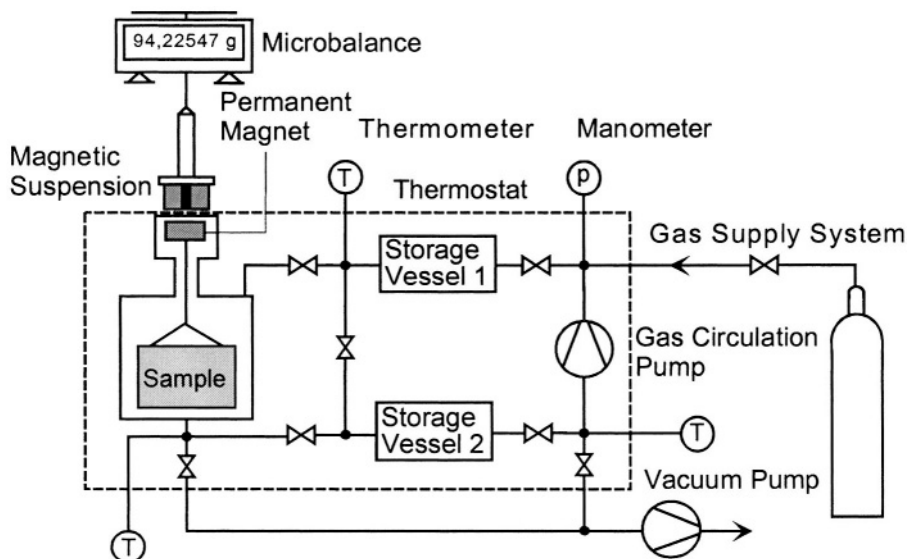 94,22547 g
Microbalance
Permanent
Magnet
Thermometer
Manometer
Magnetic
Suspension
T
p
Thermostat
Gas Supply System
Storage
Vessel 1
Gas Circulation
Pump
Sample
Storage
Vessel 2
T
Vacuum Pump
T